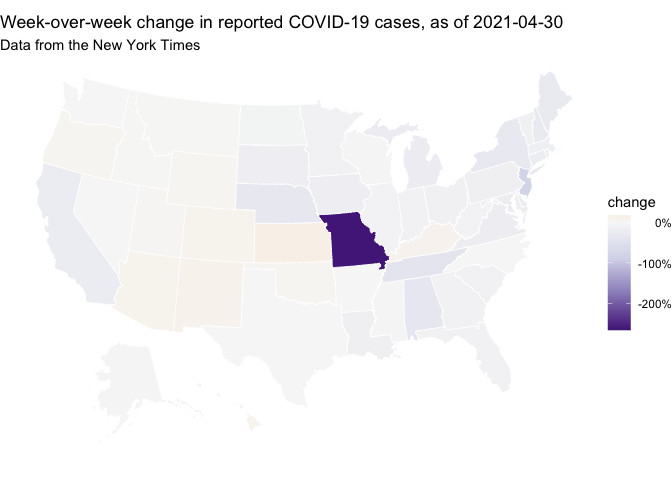 Week-over-week change in reported COVID-19 cases, as of 2021-04-30
Data from the New York Times
change
0%
-100%
-200%